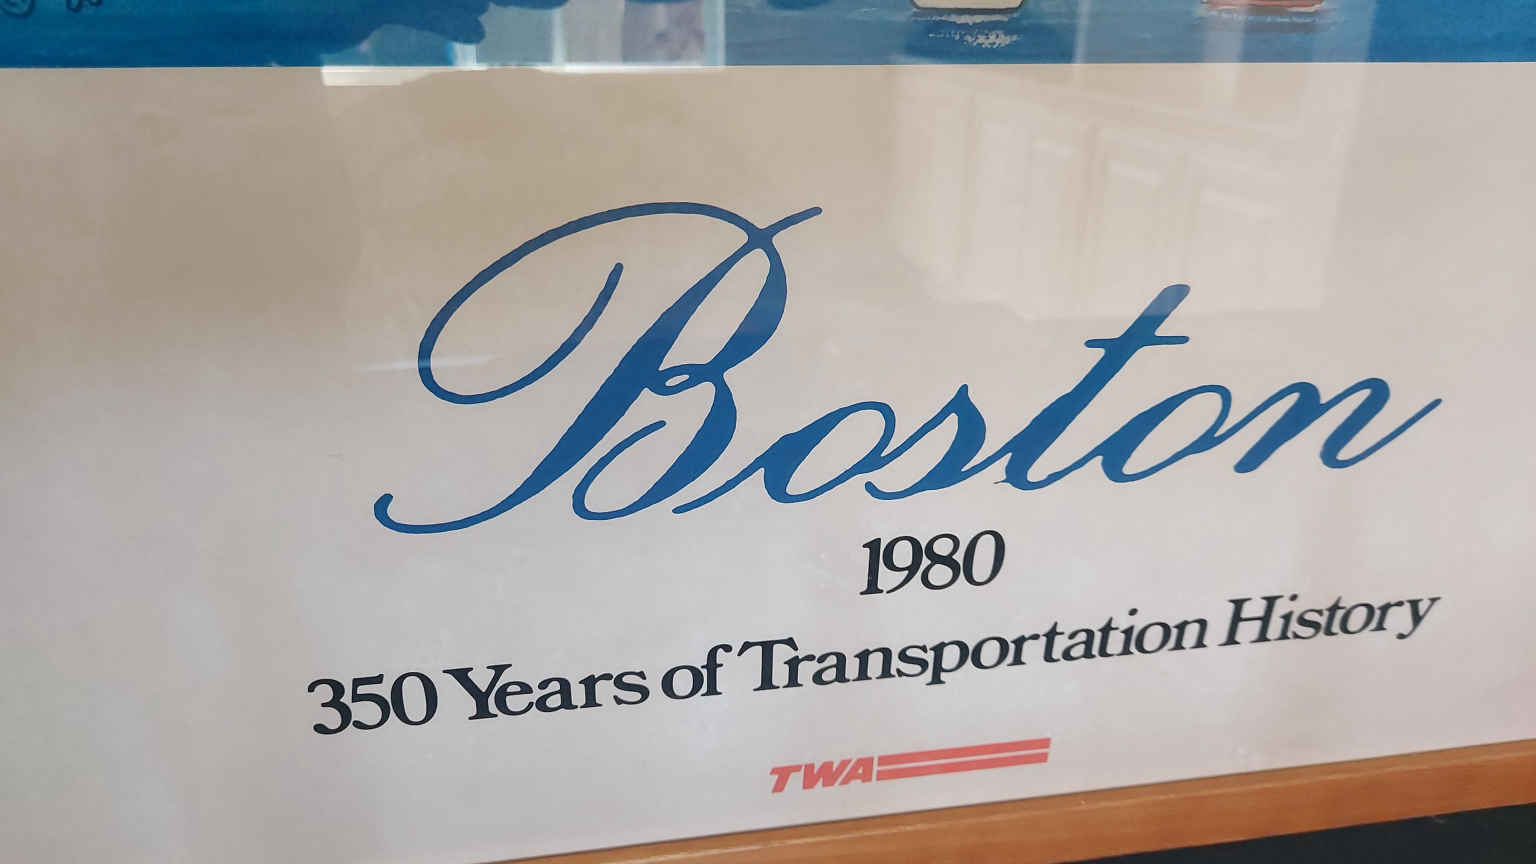 Boston
1980
350 Years of Transportation History
TWA